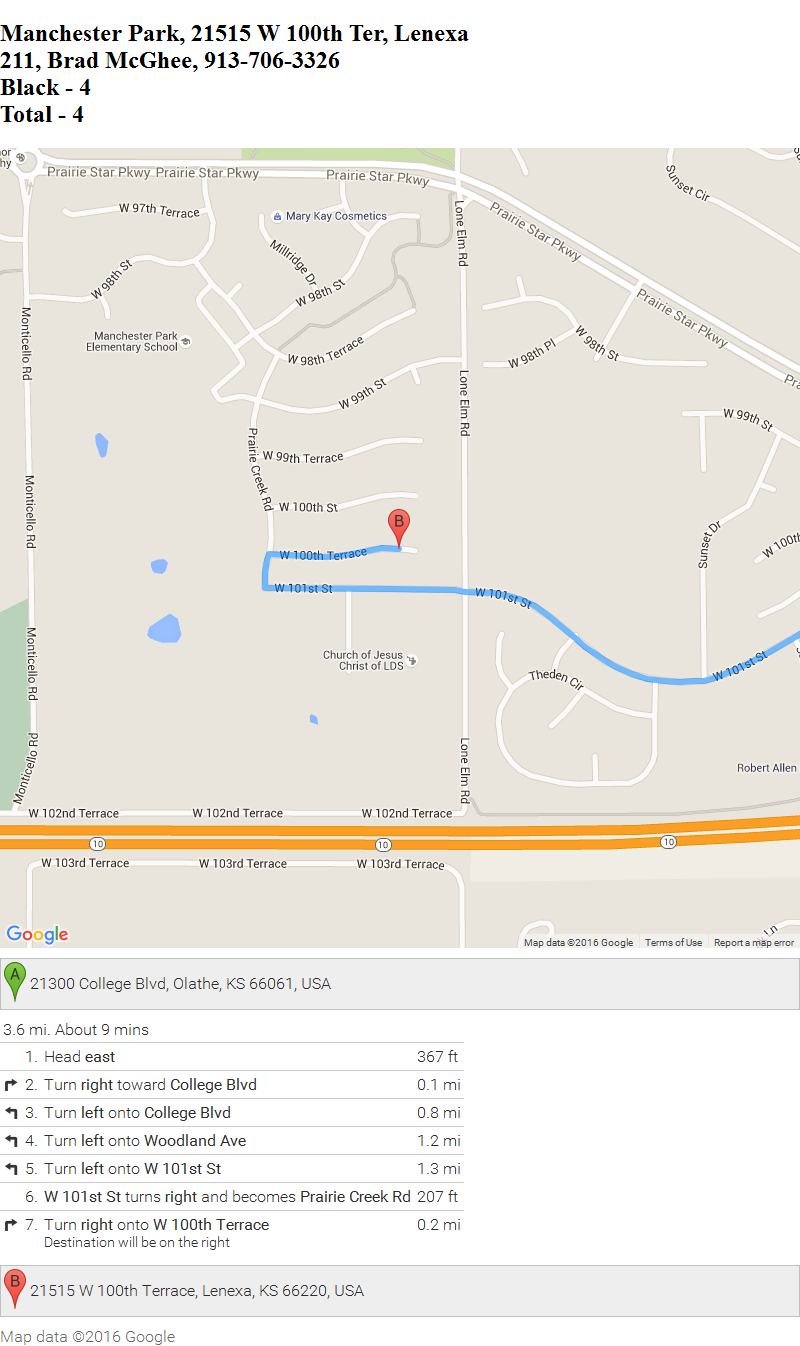 Manchester Park, 21515 W 100th Ter, Lenexa
211, Brad McGhee, 913-706-3326
Black - 4
Total - 4
Prairie Star Pkwy
Prairie Star Pkwy
Prairie Star Pkwy
Sunset Cir
W 97th Terrace
Mary Kay Cosmetics
Lone Elm Rd
Prairie Star Pkwy
Millridge Dr
W 98th St
W 98th St
Prairie Star Pkwy
Monticello Rd
Manchester Park
Elementary School
W 98th Terrace
W 98th Pl
W 98th St
W 99th St
Lone Elm Rd
W 99th St
Prairie Creek Rd
W 99th Terrace
Monticello Rd
W 100th St
B
Sunset Dr
W 100th
W 100th Terrace
W 101st St
W 101st St
Monticello Rd
Church of Jesus
Christ of LDS
Theden Cir
W 101st St
Monticello Rd
Lone Elm Rd
Robert Allen
W 102nd Terrace
W 102nd Terrace
W 102nd Terrace
10
10
10
W 103rd Terrace
W 103rd Terrace
W 103rd Terrace
Ln
Google
Map data ©2016 Google
Terms of Use
Report a map error
A
21300 College Blvd, Olathe, KS 66061, USA
3.6 mi. About 9 mins
1. Head east 367 ft
2. Turn right toward College Blvd 0.1 mi
3. Turn left onto College Blvd 0.8 mi
4. Turn left onto Woodland Ave 1.2 mi
5. Turn left onto W 101st St 1.3 mi
6. W 101st St turns right and becomes Prairie Creek Rd 207 ft
7. Turn right onto W 100th Terrace 0.2 mi
Destination will be on the right
B
21515 W 100th Terrace, Lenexa, KS 66220, USA
Map data ©2016 Google